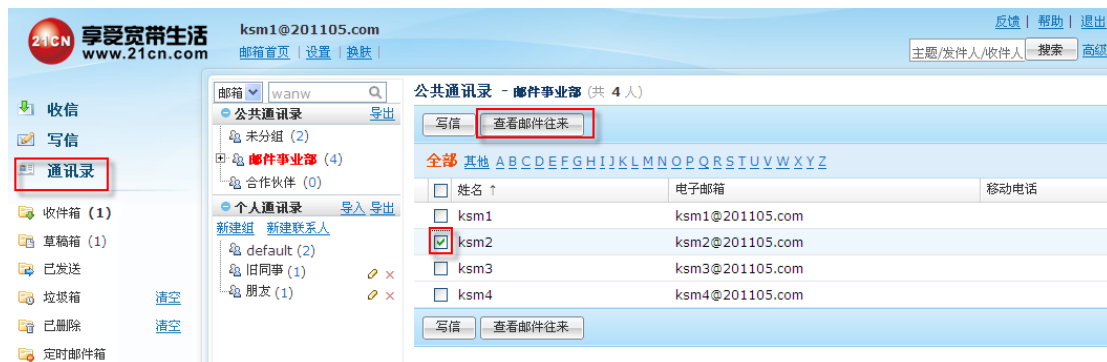 21CN 享受宽带生活
www.21cn.com
ksm1@201105.com
邮箱首页 | 设置 | 换肤 |
反馈 | 帮助 | 退出
主题/发件人/收件人 搜索 高级
收信
写信
通讯录
收件箱 (1)
草稿箱 (1)
已发送
垃圾箱 清空
已删除 清空
定时邮件箱
邮箱 wanw
公共通讯录 导出
未分组 (2)
邮件事业部 (4)
合作伙伴 (0)
个人通讯录 导入 导出
新建组 新建联系人
default (2)
旧同事 (1)
朋友 (1)
公共通讯录 - 邮件事业部 (共 4 人)
写信 查看邮件往来
全部 其他 A B C D E F G H I J K L M N O P Q R S T U V W X Y Z
姓名 ↑ 电子邮箱 移动电话
ksm1 ksm1@201105.com
ksm2 ksm2@201105.com
ksm3 ksm3@201105.com
ksm4 ksm4@201105.com
写信 查看邮件往来